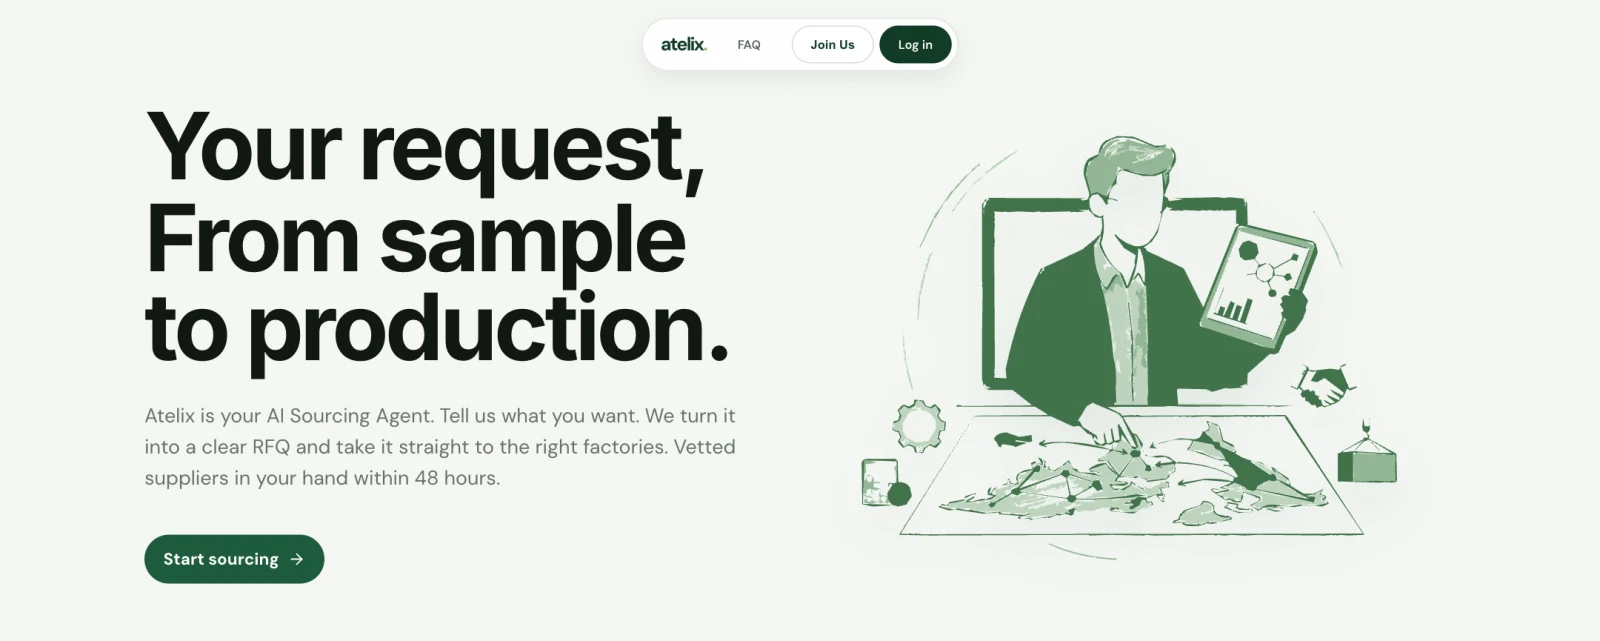 atelix.
FAQ
Join Us
Log in
Your request,
From sample
to production.
Atelix is your AI Sourcing Agent. Tell us what you want. We turn it
into a clear RFQ and take it straight to the right factories. Vetted
suppliers in your hand within 48 hours.
Start sourcing →